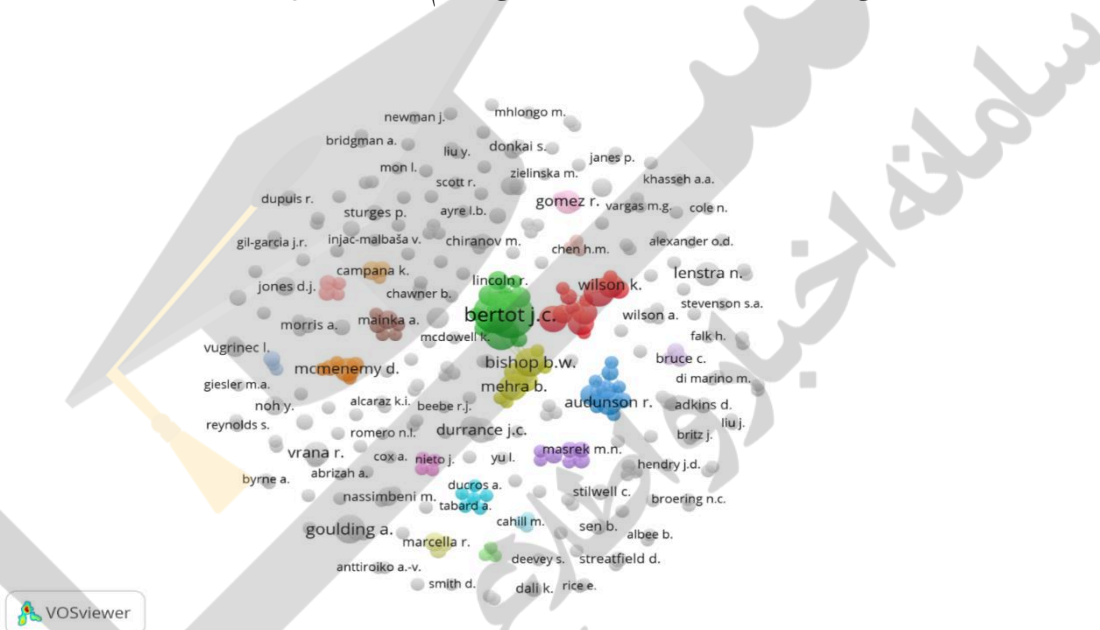 newman j.
mhlongo m.
bridgman a.
liu y.
donkai s.
janes p.
mon l.
scott r.
zielinska m.
khasseh a.a.
dupuis r.
sturges p.
ayre l.b.
gomez r.
vargas m.g.
cole n.
gil-garcia j.r.
injac-malbaša v.
chiranov m.
chen h.m.
alexander o.d.
campana k.
lenstra n.
jones d.j.
chawner b.
lincoln r.
wilson k.
stevenson s.a.
morris a.
mainka a.
bertot j.c.
wilson a.
mcdowell k.
falk h.
vugrinec l.
mcmenemy d.
bishop b.w.
bruce c.
giesler m.a.
mehra b.
di marino m.
noh y.
alcaraz k.i.
beebe r.j.
audunson r.
adkins d.
reynolds s.
romero n.l.
durrance j.c.
britz j.
liu j.
vrana r.
cox a.
nieto j.
yu l.
masrek m.n.
hendry j.d.
byrne a.
abrizah a.
nassimbeni m.
ducros a.
tabard a.
stilwell c.
broering n.c.
goulding a.
cahill m.
sen b.
albee b.
marcella r.
deevey s.
streatfield d.
anttiroiko a.-v.
smith d.
dali k.
rice e.
VOSviewer